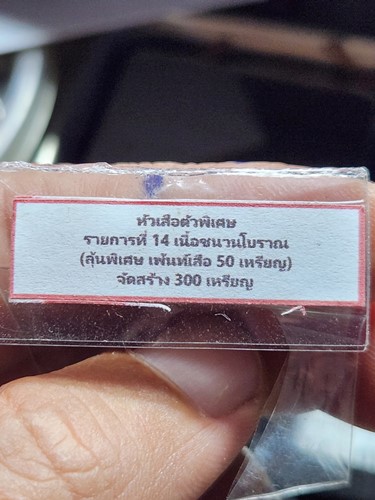 หัวเสือตัวพิเศษ
รายการที่ 14 เนื้อชนวนโบราณ
(ลุ่นพิเศษ เพ้นท์เสือ 50 เหรียญ)
จัดสร้าง 300 เหรียญ